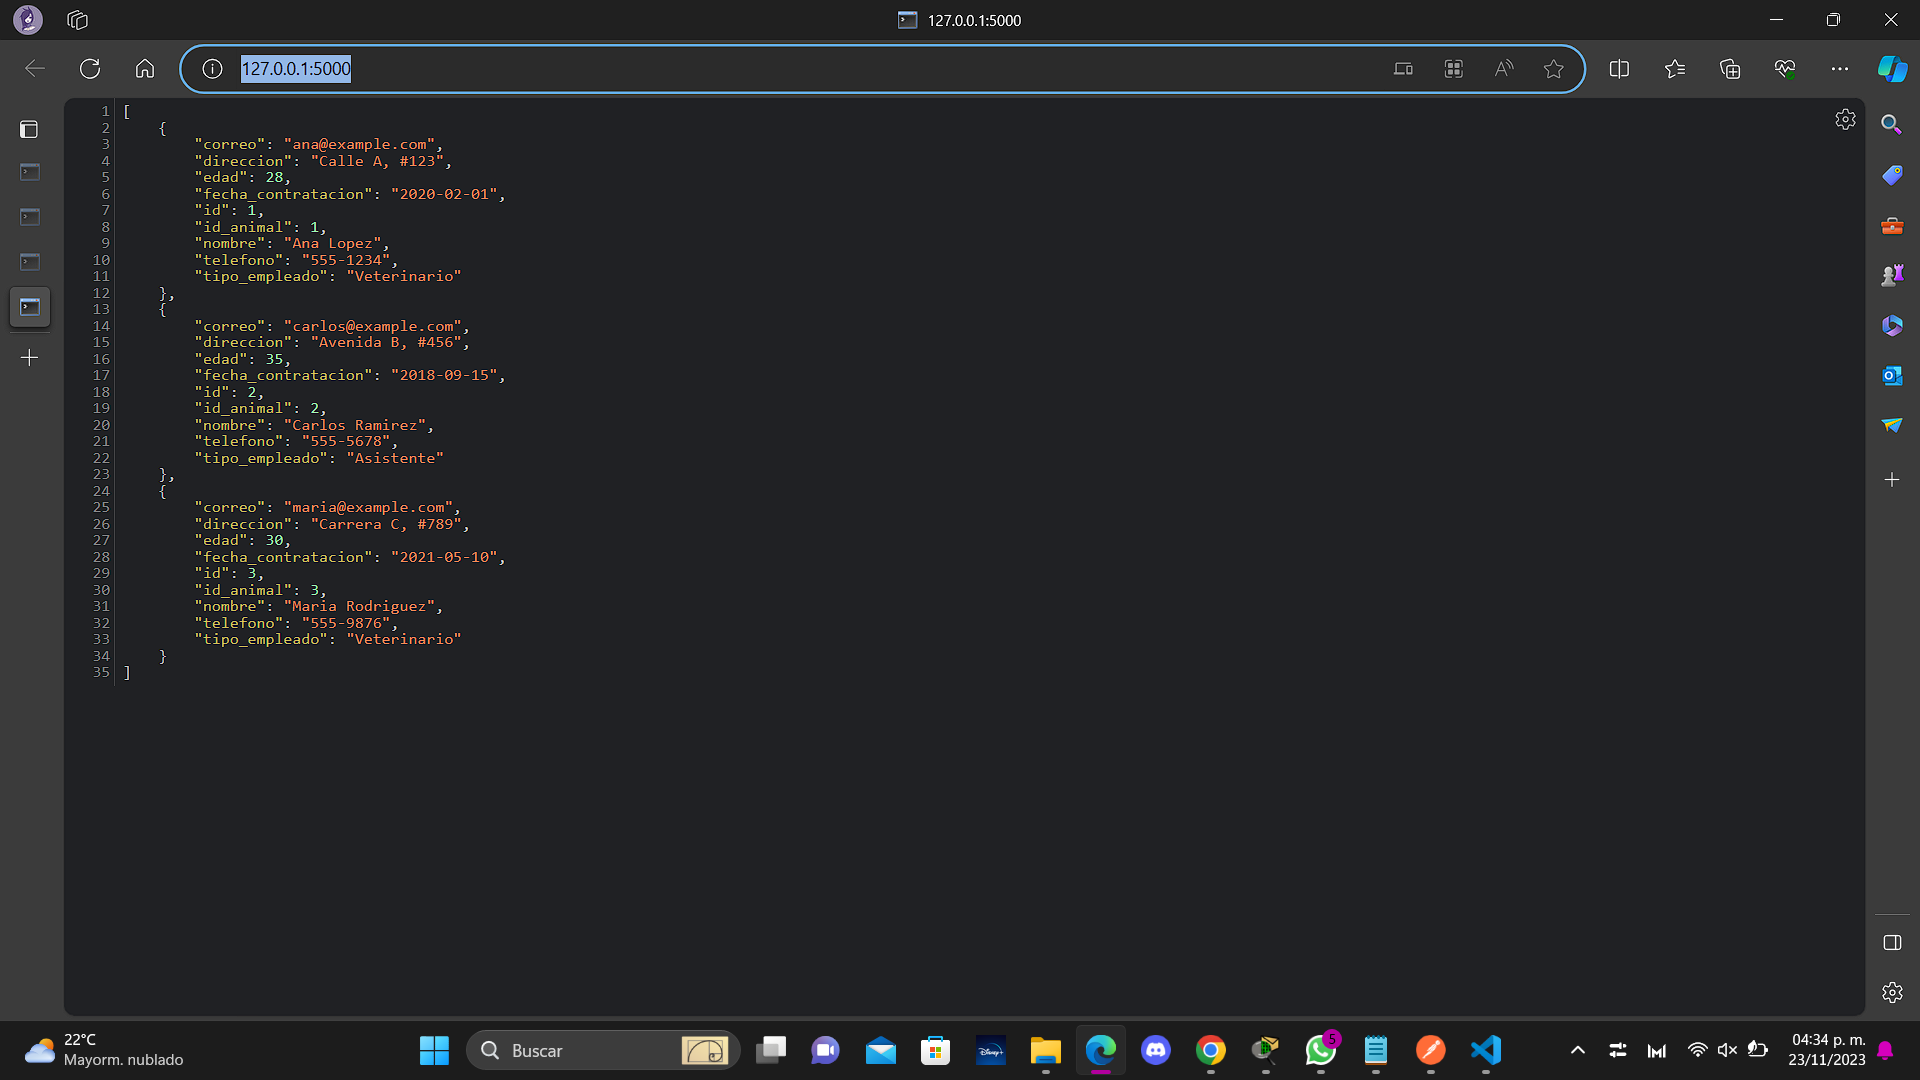 127.0.0.1:5000
127.0.0.1:5000
1 [
2 {
3 "correo": "ana@example.com",
4 "direccion": "Calle A, #123",
5 "edad": 28,
6 "fecha_contratacion": "2020-02-01",
7 "id": 1,
8 "id_animal": 1,
9 "nombre": "Ana Lopez",
10 "telefono": "555-1234",
11 "tipo_empleado": "Veterinario"
12 },
13 {
14 "correo": "carlos@example.com",
15 "direccion": "Avenida B, #456",
16 "edad": 35,
17 "fecha_contratacion": "2018-09-15",
18 "id": 2,
19 "id_animal": 2,
20 "nombre": "Carlos Ramirez",
21 "telefono": "555-5678",
22 "tipo_empleado": "Asistente"
23 },
24 {
25 "correo": "maria@example.com",
26 "direccion": "Carrera C, #789",
27 "edad": 30,
28 "fecha_contratacion": "2021-05-10",
29 "id": 3,
30 "id_animal": 3,
31 "nombre": "Maria Rodriguez",
32 "telefono": "555-9876",
33 "tipo_empleado": "Veterinario"
34 }
35 ]
22°C
Mayorm. nublado
Buscar
Disney+
5
04:34 p. m.
23/11/2023